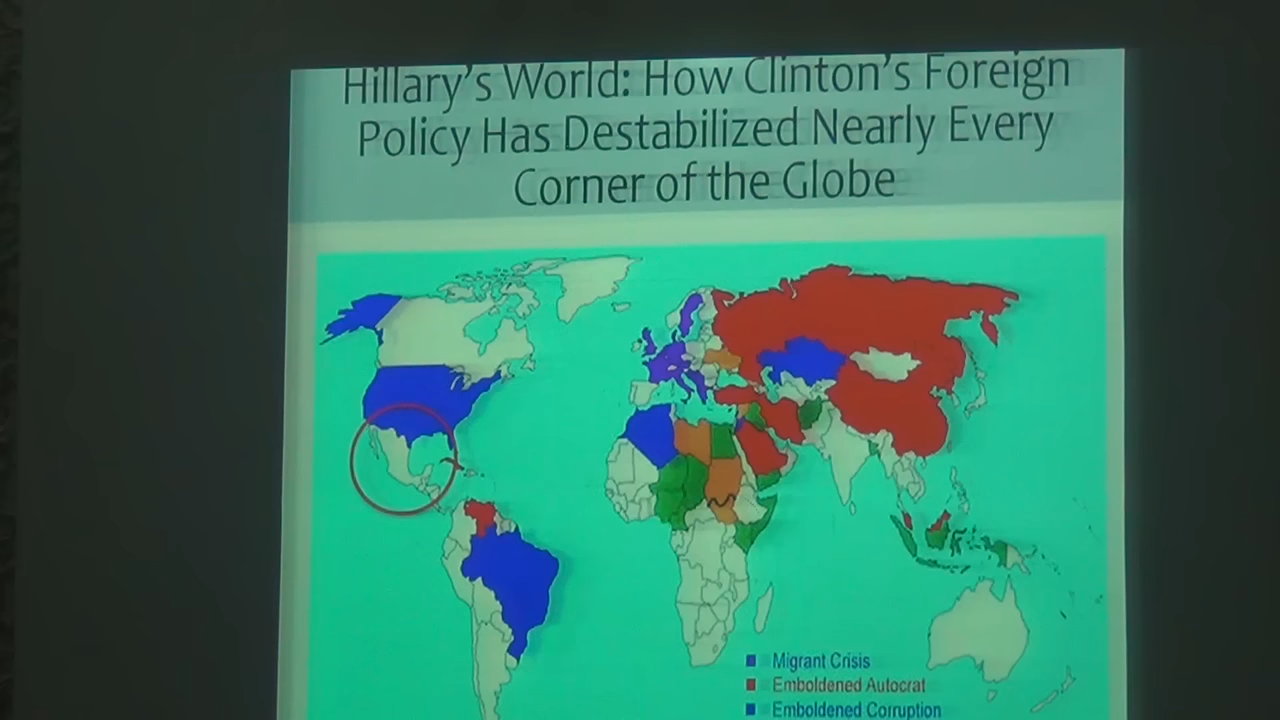 Hillary's World: How Clinton's Foreign
Policy Has Destabilized Nearly Every
Corner of the Globe
Migrant Crisis
Emboldened Autocrat
Emboldened Corruption